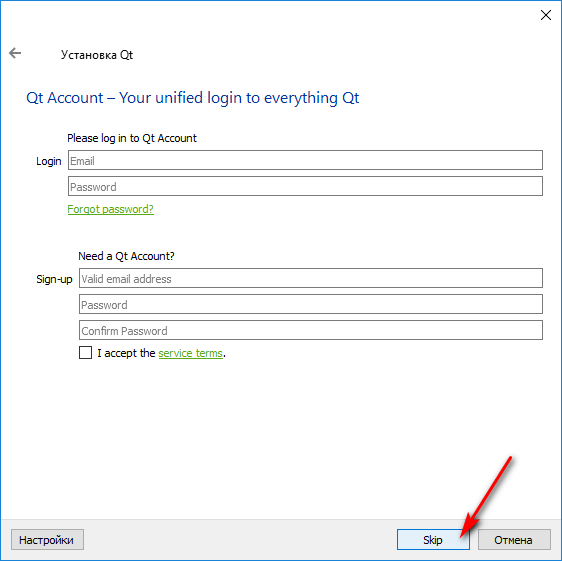 Установка Qt
Qt Account – Your unified login to everything Qt
Please log in to Qt Account
Login Email
Password
Forgot password?
Need a Qt Account?
Sign-up Valid email address
Password
Confirm Password
I accept the service terms.
Настройки Skip Отмена